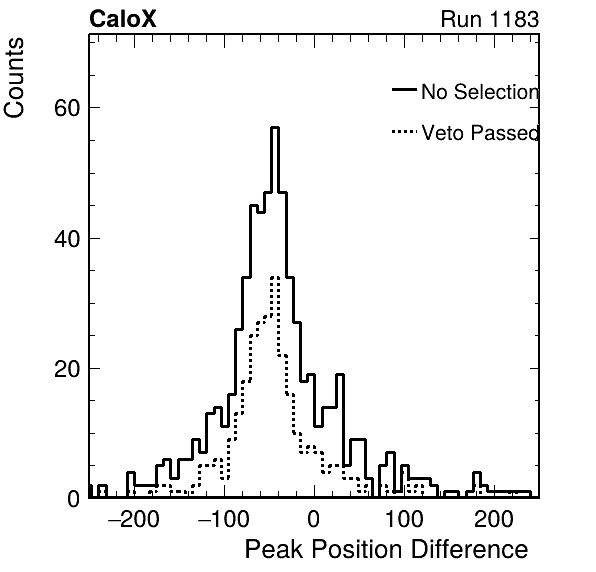 CaloX Run 1183
Counts
60
40
20
0
No Selection
Veto Passed
−200 −100 0 100 200
Peak Position Difference